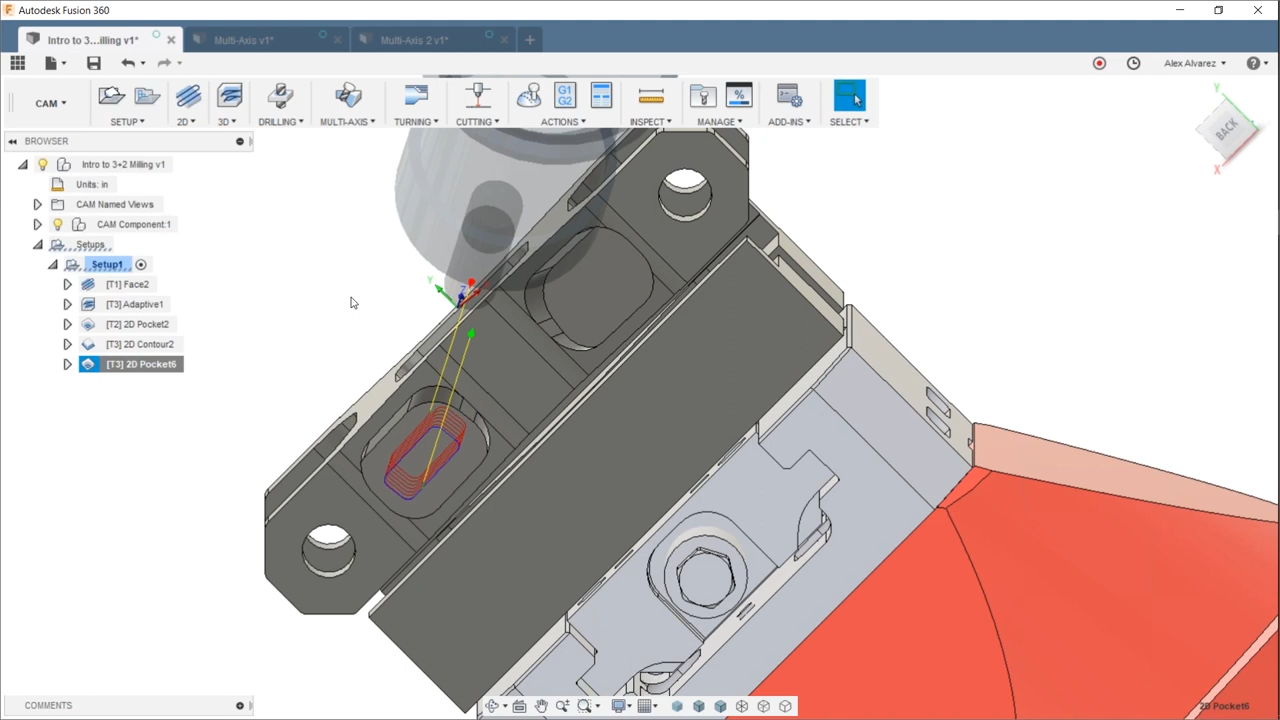 Autodesk Fusion 360
Intro to 3...illing v1*
Multi-Axis v1*
Multi-Axis 2 v1*
Alex Alvarez
CAM
SETUP
2D
3D
DRILLING
MULTI-AXIS
TURNING
CUTTING
G1
G2
ACTIONS
INSPECT
%
MANAGE
ADD-INS
SELECT
BROWSER
Intro to 3+2 Milling v1
Units: in
CAM Named Views
CAM Component:1
Setups
Setup1
[T1] Face2
[T3] Adaptive1
[T2] 2D Pocket2
[T3] 2D Contour2
[T3] 2D Pocket6
Y
BACK
X
Y
Z
COMMENTS
2D Pocket6